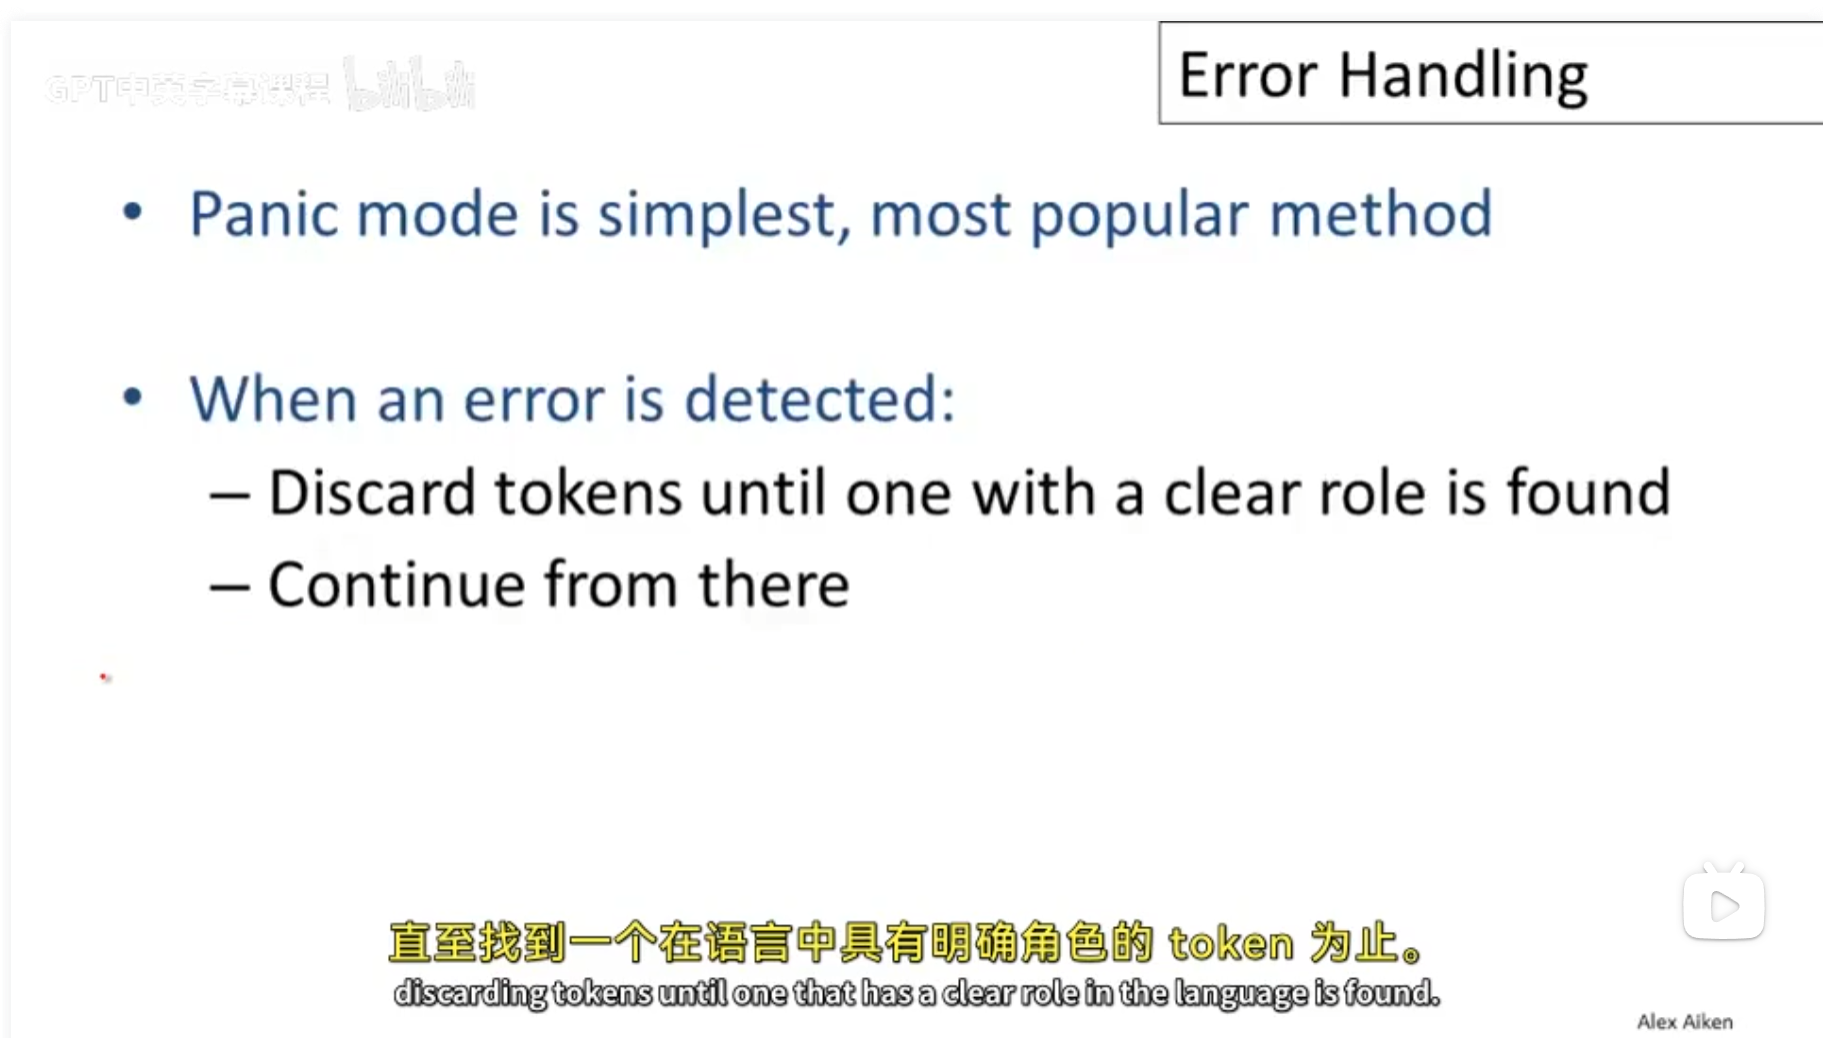 GPT中英字幕课程 bilibili
Error Handling
• Panic mode is simplest, most popular method
• When an error is detected:
– Discard tokens until one with a clear role is found
– Continue from there
直至找到一个在语言中具有明确角色的 token 为止。
discarding tokens until one that has a clear role in the language is found.
Alex Aiken